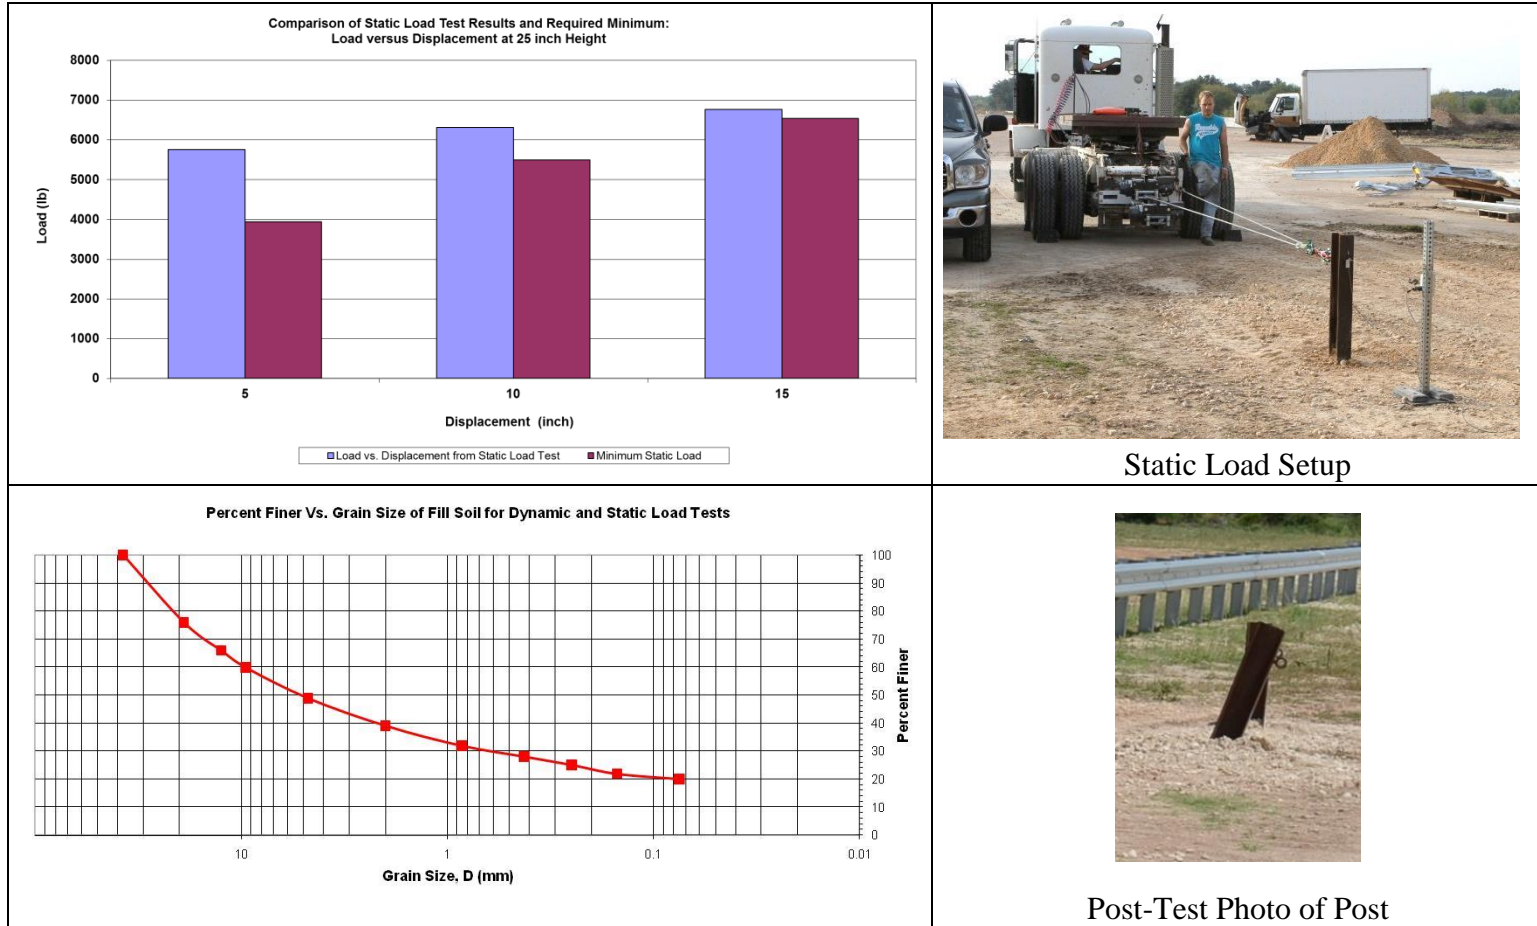 Comparison of Static Load Test Results and Required Minimum:
Load versus Displacement at 25 inch Height
8000
7000
6000
5000
4000
3000
2000
1000
0
Load (lb)
5 10 15
Displacement (inch)
Load vs. Displacement from Static Load Test Minimum Static Load
Static Load Setup
Percent Finer Vs. Grain Size of Fill Soil for Dynamic and Static Load Tests
100
90
80
70
60
50
40
30
20
10
0
Percent Finer
10 1 0.1 0.01
Grain Size, D (mm)
Post-Test Photo of Post